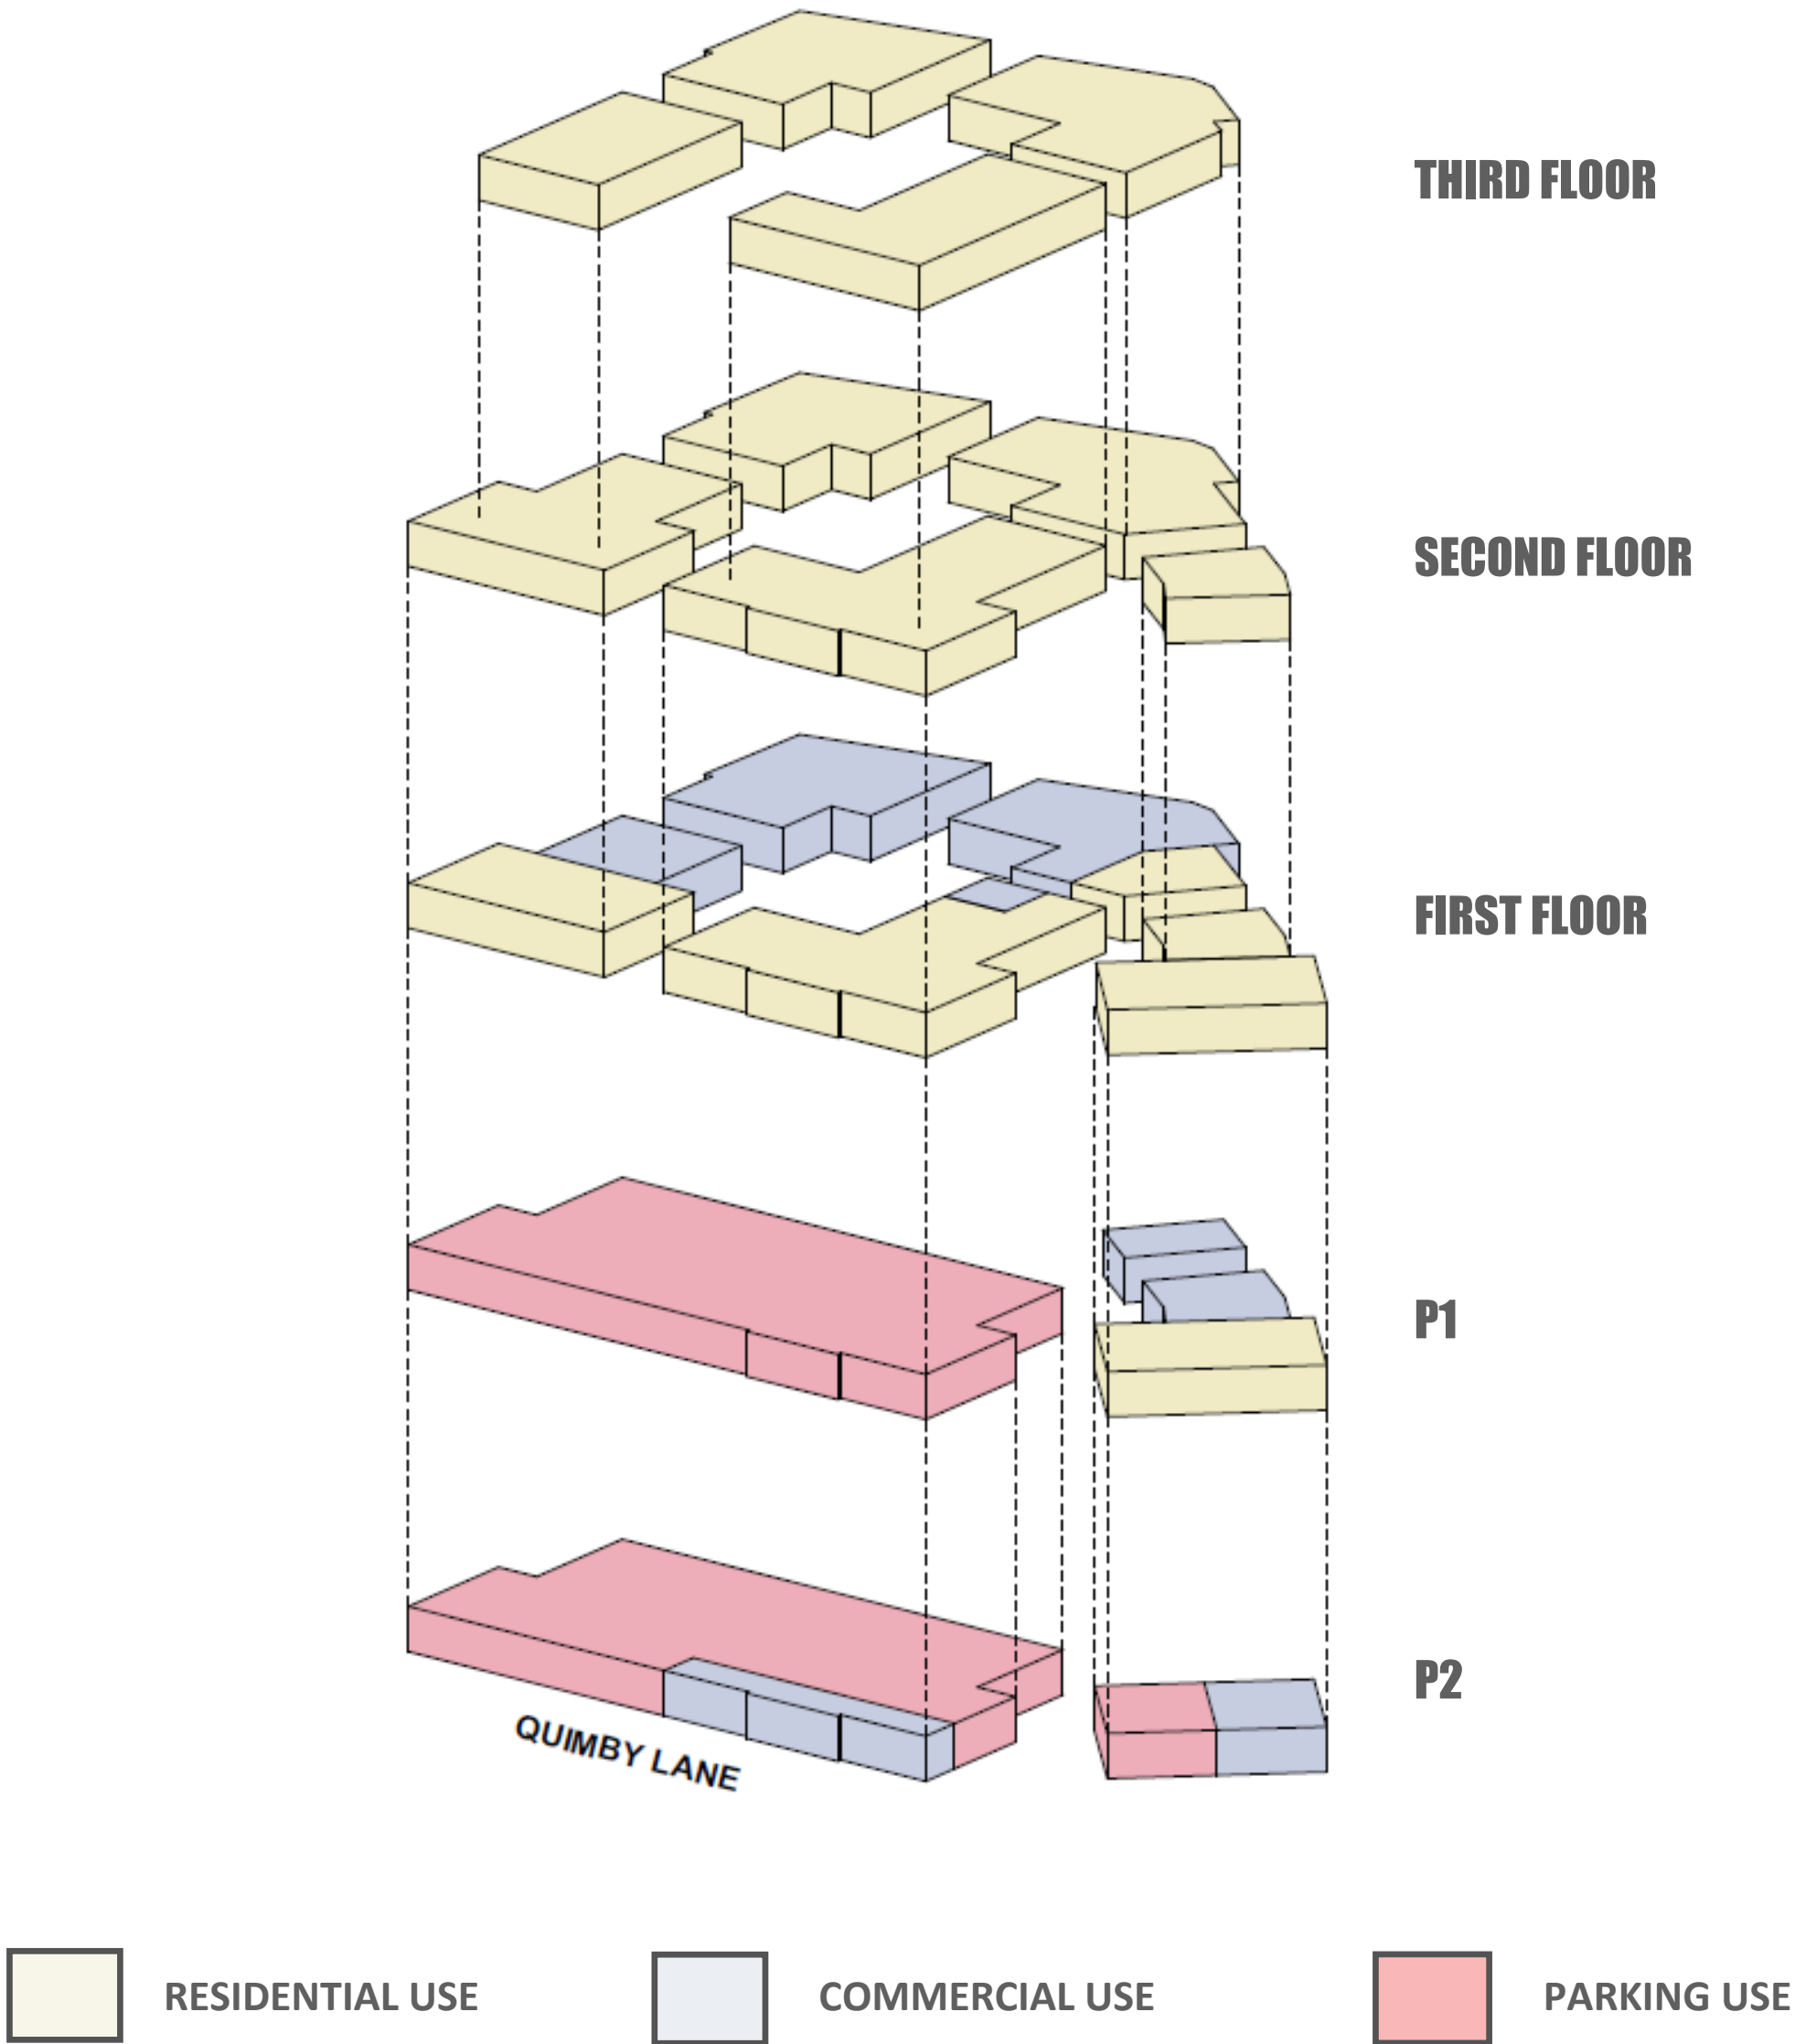 THIRD FLOOR
SECOND FLOOR
FIRST FLOOR
P1
P2
QUIMBY LANE
RESIDENTIAL USE
COMMERCIAL USE
PARKING USE